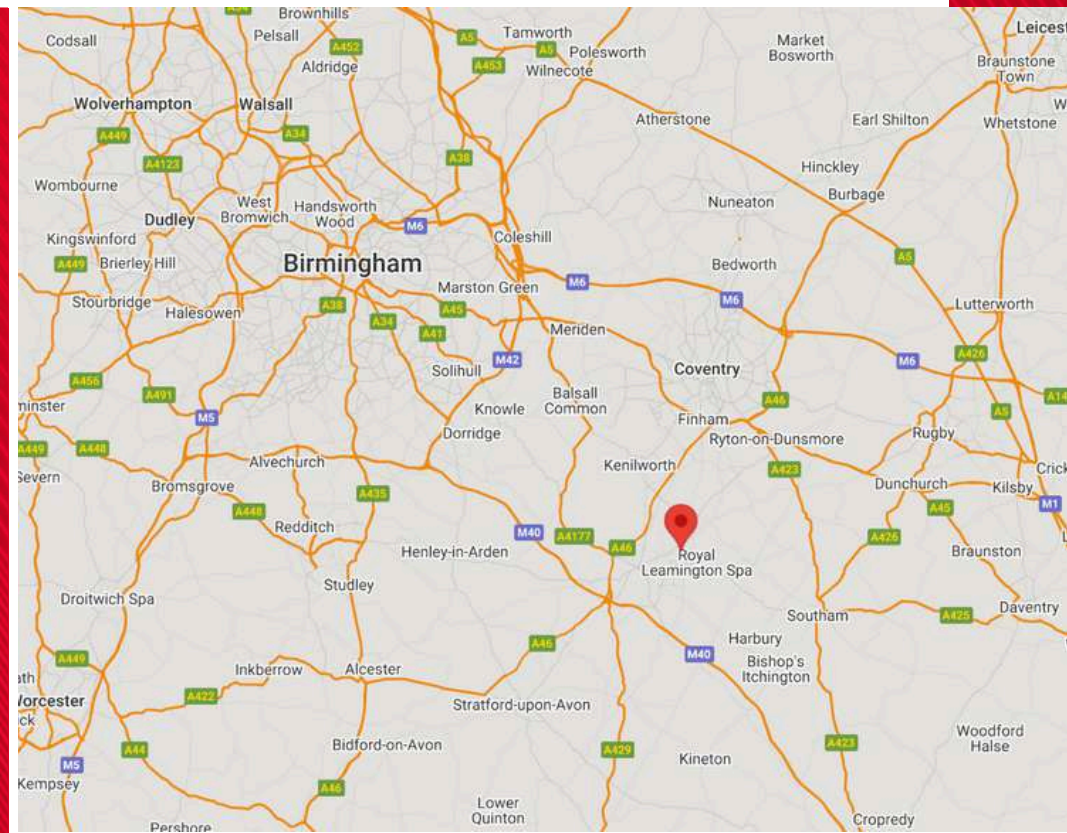 A34
Brownhills
Codsall
Pelsall
A452
A5
Tamworth
Market
Bosworth
Leicest
Aldridge
A453
A5
Polesworth
Wilnecote
Braunstone
Town
Wolverhampton
Walsall
A449
A34
Atherstone
Earl Shilton
Whetstone
A4123
A38
Hinckley
Wombourne
West
Bromwich
Handsworth
Wood
Nuneaton
Burbage
Dudley
M6
Kingswinford
Coleshill
A449
Brierley Hill
Birmingham
Bedworth
A5
Marston Green
M6
Stourbridge
Halesowen
A38
A34
A45
A41
M6
Lutterworth
Meriden
M42
Solihull
Coventry
M6
A426
A456
A491
Knowle
Balsall
Common
A46
A5
A14
minster
M5
Dorridge
Finham
Ryton-on-Dunsmore
Rugby
A449
A448
Severn
Alvechurch
Kenilworth
A423
Crick
Bromsgrove
A435
Dunchurch
Kilsby
A448
Redditch
M40
A45
M1
Henley-in-Arden
A4177
A46
Royal
Leamington Spa
A426
Braunston
Studley
Droitwich Spa
Southam
A425
Daventry
A449
A46
Harbury
M40
Bishop's
Itchington
ath
Inkberrow
Alcester
Worcester
ck
A422
Stratford-upon-Avon
Woodford
Halse
A44
Bidford-on-Avon
A429
Kineton
A423
M5
Kempsey
A46
Lower
Quinton
Cropredy
Pershore